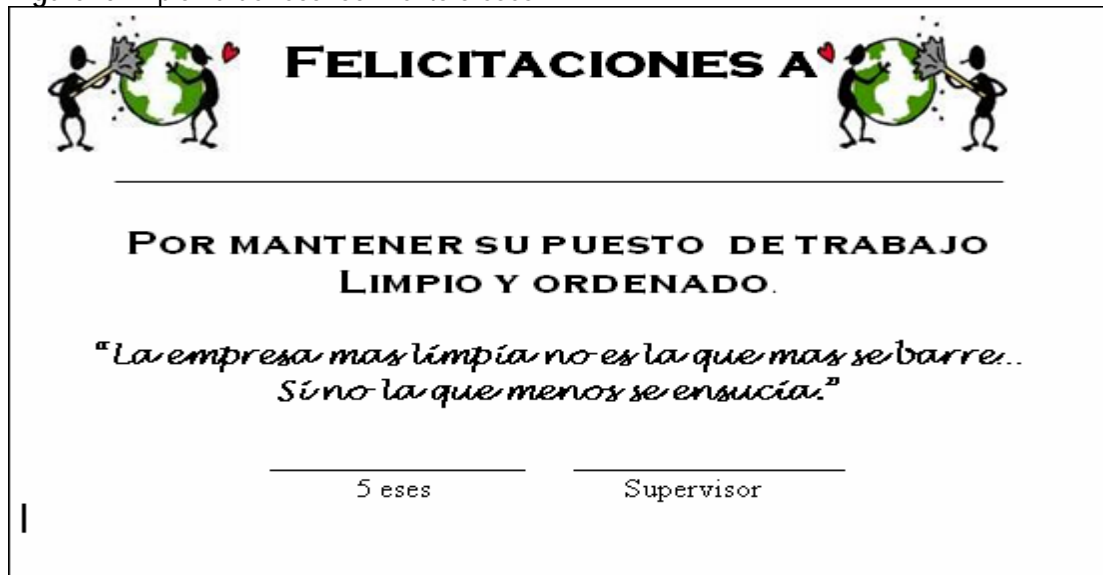 FELICITACIONES A
POR MANTENER SU PUESTO DE TRABAJO
LIMPIO Y ORDENADO.
"La empresa mas limpia no es la que mas se barre...
Si no la que menos se ensucia."
5 eses Supervisor